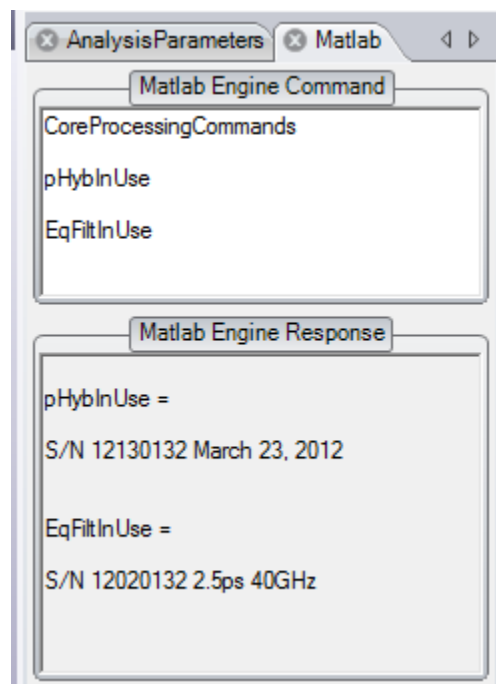 AnalysisParameters Matlab
Matlab Engine Command
CoreProcessingCommands
pHybInUse
EqFiltInUse
Matlab Engine Response
pHybInUse =
S/N 12130132 March 23, 2012
EqFiltInUse =
S/N 12020132 2.5ps 40GHz